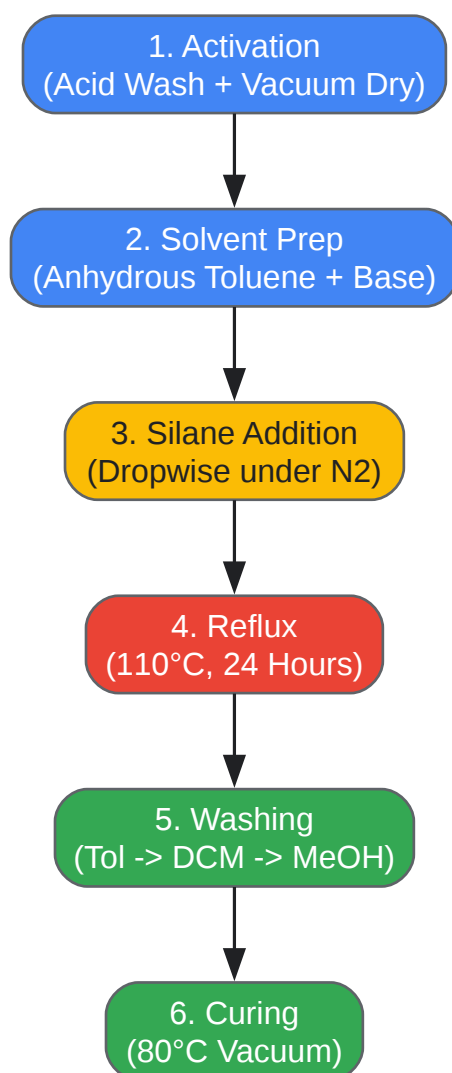 1. Activation
(Acid Wash + Vacuum Dry)
2. Solvent Prep
(Anhydrous Toluene + Base)
3. Silane Addition
(Dropwise under N2)
4. Reflux
(110°C, 24 Hours)
5. Washing
(Tol -> DCM -> MeOH)
6. Curing
(80°C Vacuum)